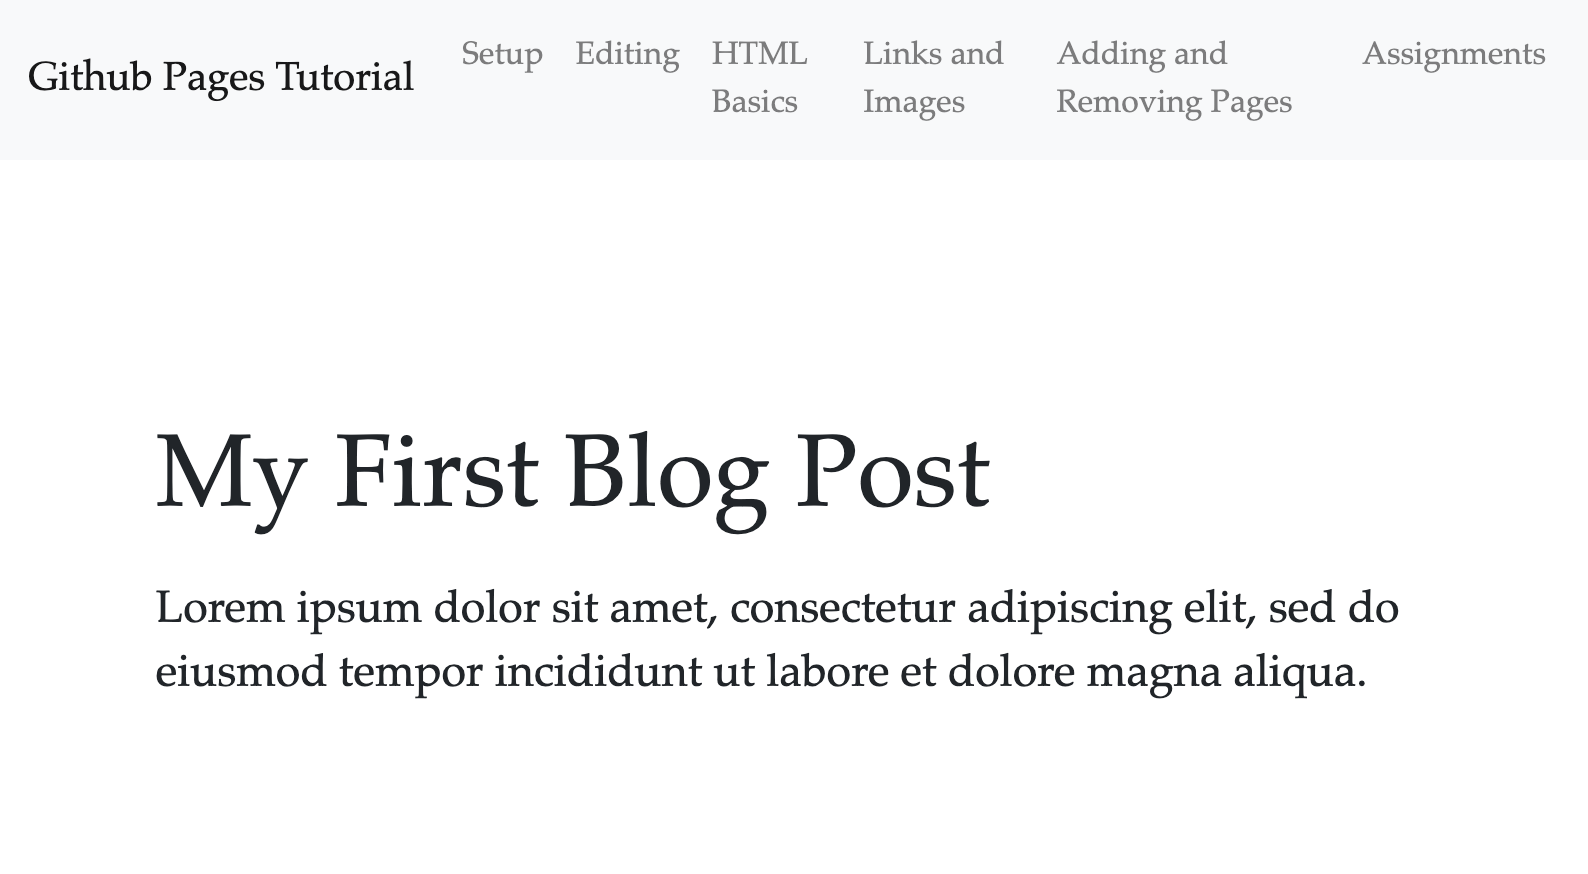 Github Pages Tutorial
Setup
Editing
HTML
Basics
Links and
Images
Adding and
Removing Pages
Assignments
My First Blog Post
Lorem ipsum dolor sit amet, consectetur adipiscing elit, sed do
eiusmod tempor incididunt ut labore et dolore magna aliqua.